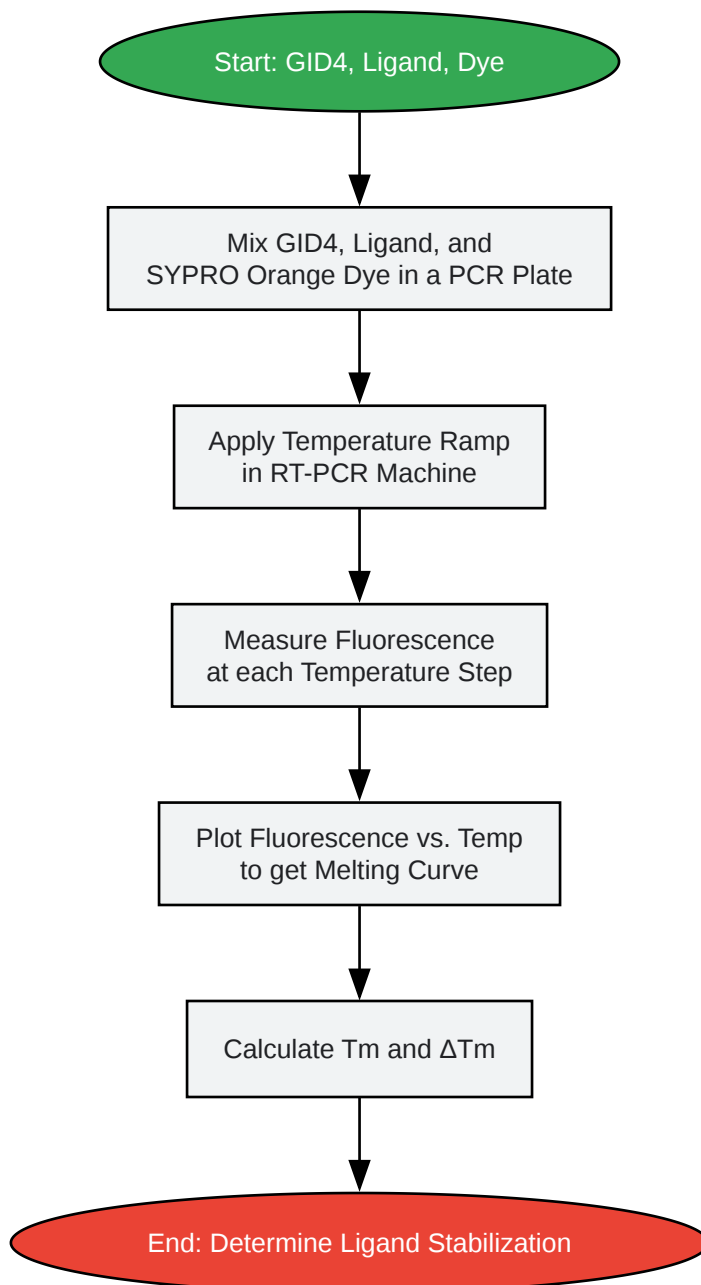 Start: GID4, Ligand, Dye
Mix GID4, Ligand, and
SYPRO Orange Dye in a PCR Plate
Apply Temperature Ramp
in RT-PCR Machine
Measure Fluorescence
at each Temperature Step
Plot Fluorescence vs. Temp
to get Melting Curve
Calculate Tm and ΔTm
End: Determine Ligand Stabilization